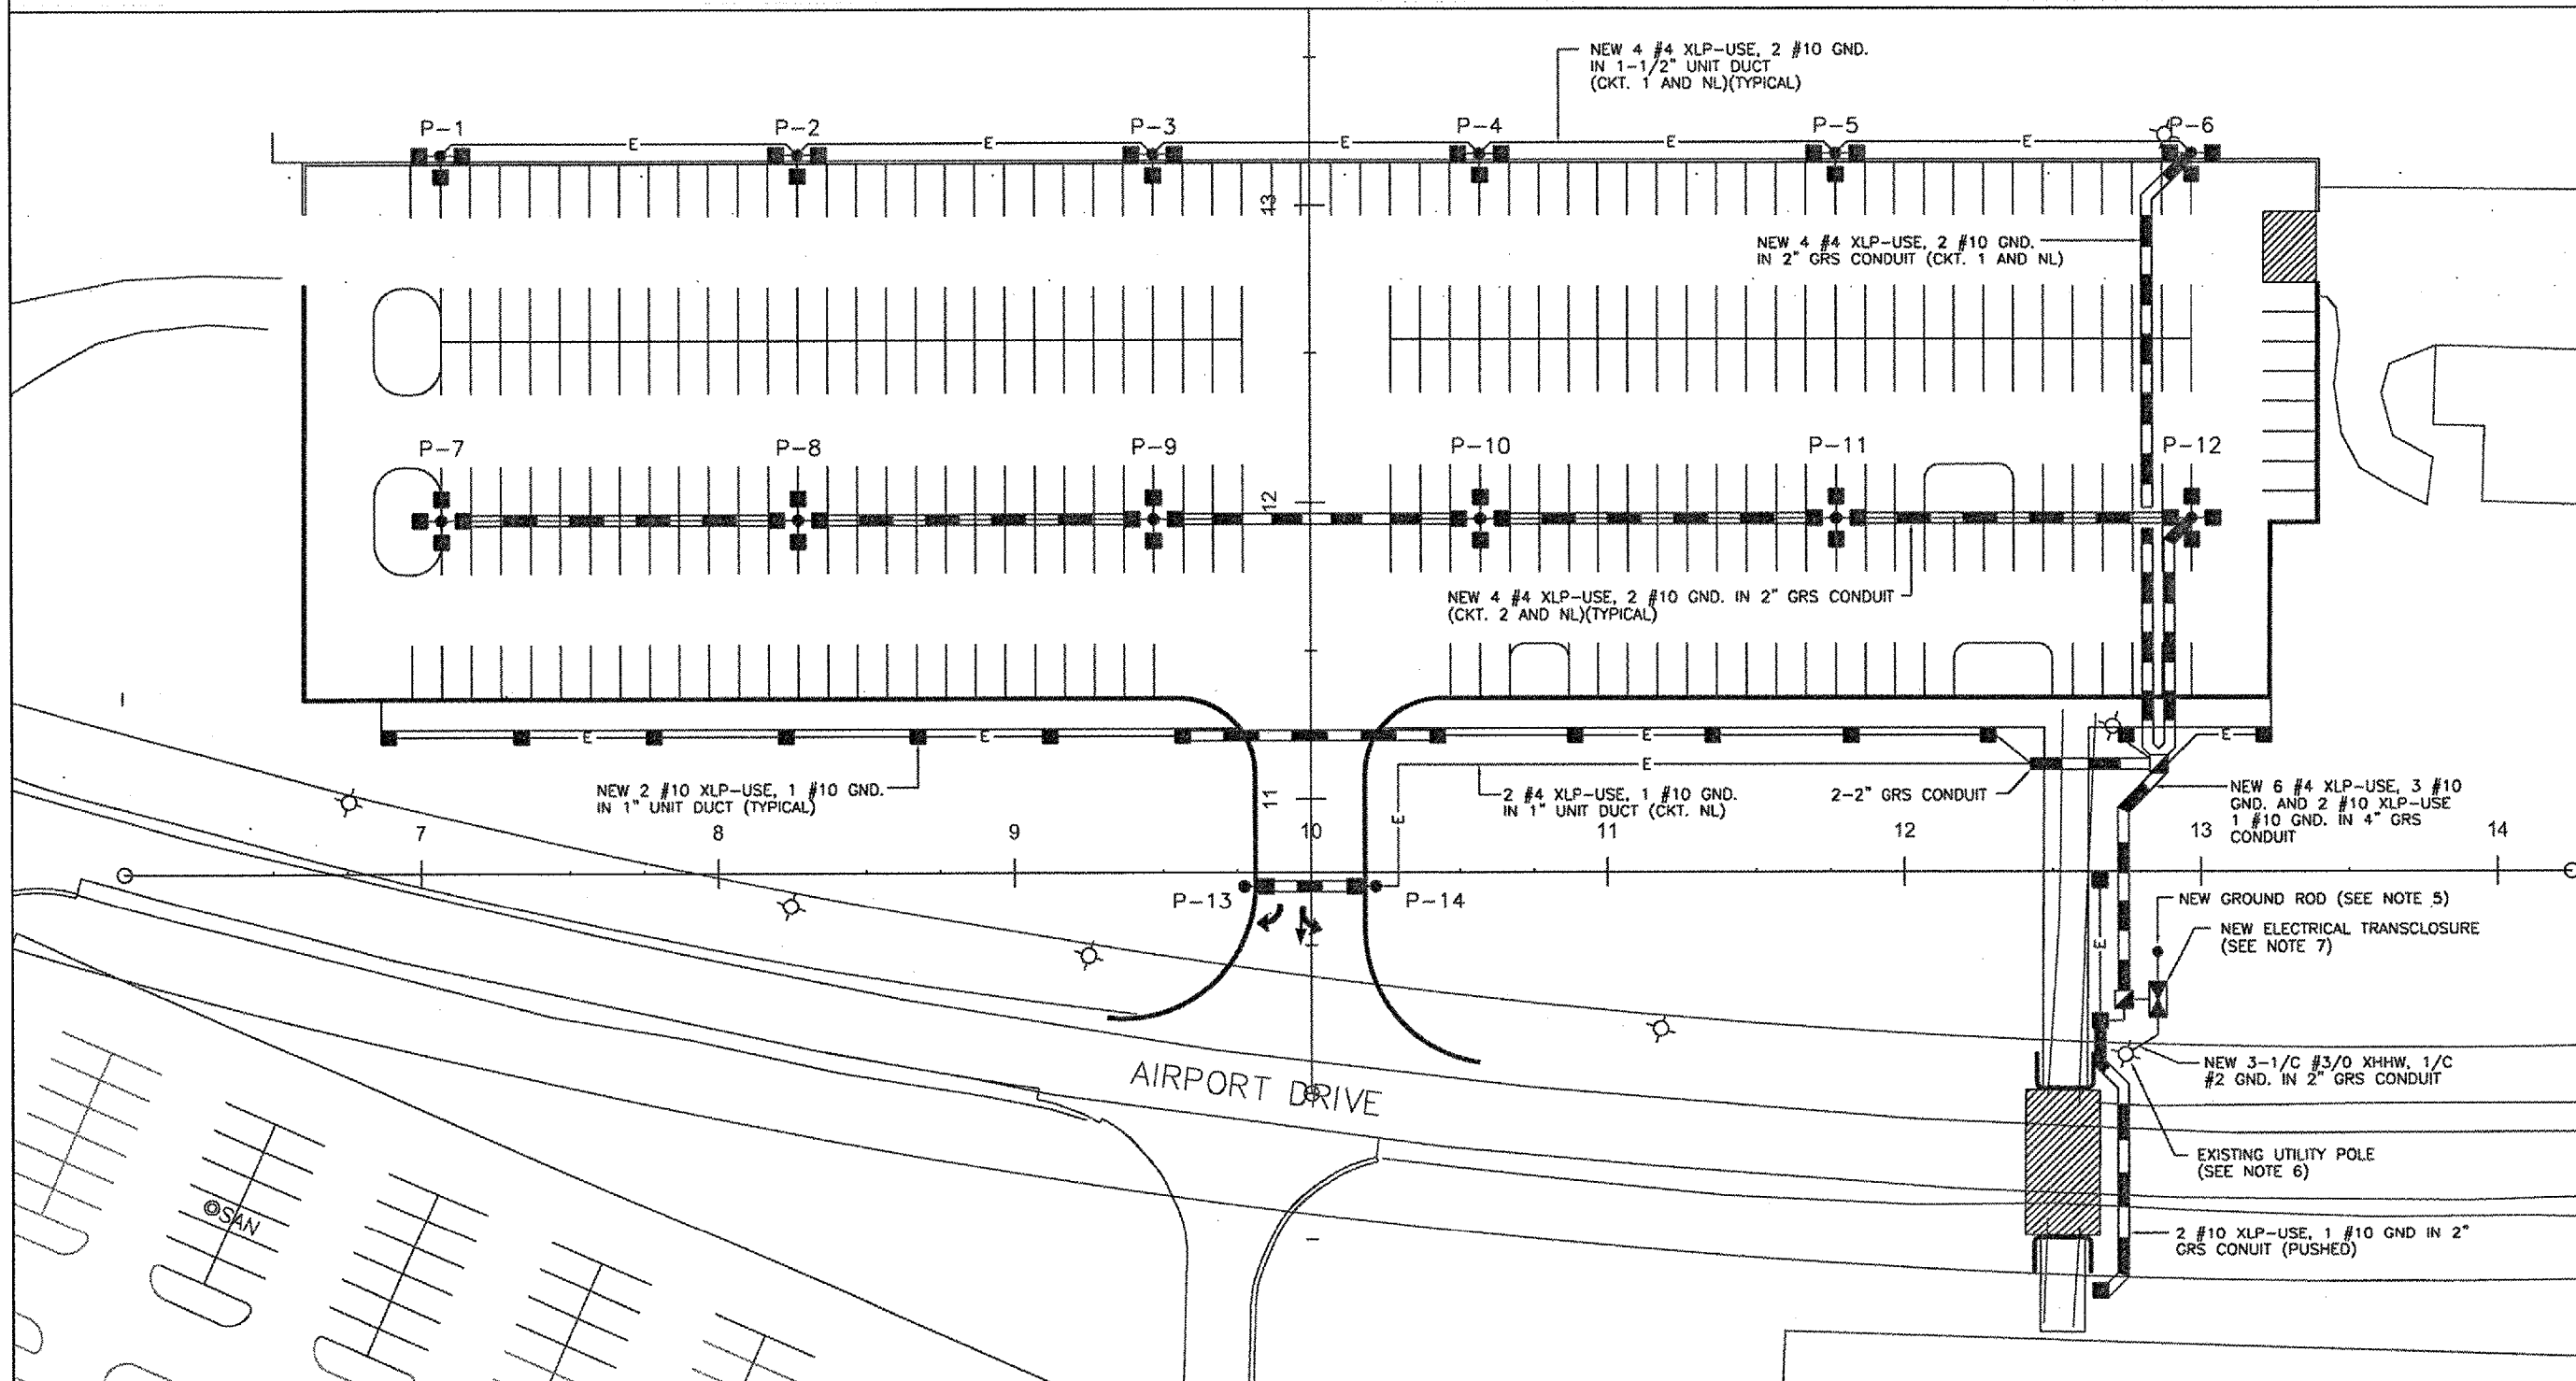 NEW 4 #4 XLP-USE, 2 #10 GND.
IN 1-1/2" UNIT DUCT
(CKT. 1 AND NL)(TYPICAL)
P-1
P-2
P-3
P-4
P-5
P-6
E
E
E
E
E
13
NEW 4 #4 XLP-USE, 2 #10 GND.
IN 2" GRS CONDUIT (CKT. 1 AND NL)
P-7
P-8
P-9
P-10
P-11
P-12
12
NEW 4 #4 XLP-USE, 2 #10 GND. IN 2" GRS CONDUIT
(CKT. 2 AND NL)(TYPICAL)
E
E
E
E
NEW 2 #10 XLP-USE, 1 #10 GND.
IN 1" UNIT DUCT (TYPICAL)
11
E
2 #4 XLP-USE, 1 #10 GND.
IN 1" UNIT DUCT (CKT. NL)
2-2" GRS CONDUIT
NEW 6 #4 XLP-USE, 3 #10
GND. AND 2 #10 XLP-USE
1 #10 GND. IN 4" GRS
CONDUIT
E
7
8
9
10
11
12
13
14
P-13
P-14
NEW GROUND ROD (SEE NOTE 5)
NEW ELECTRICAL TRANSCLOSURE
(SEE NOTE 7)
E
NEW 3-1/C #3/0 XHHW, 1/C
#2 GND. IN 2" GRS CONDUIT
AIRPORT DRIVE
EXISTING UTILITY POLE
(SEE NOTE 6)
SAN
2 #10 XLP-USE, 1 #10 GND IN 2"
GRS CONUIT (PUSHED)